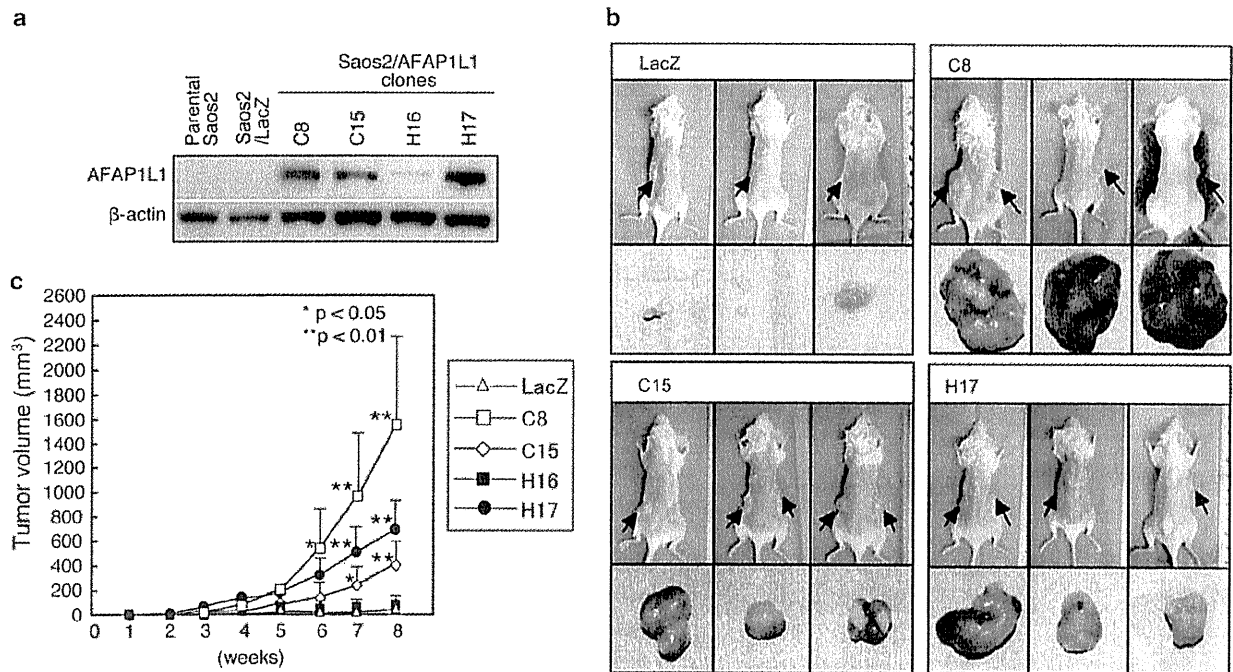 a
Saos2/AFAP1L1
clones
Parental
Saos2
Saos2
/LacZ
C8
C15
H16
H17
AFAP1L1
β-actin
b
LacZ
C8
C15
H17
c
2600
2400
2200
2000
1800
1600
1400
1200
1000
800
600
400
200
0
Tumor volume (mm³)
* p < 0.05
** p < 0.01
*
**
**
**
**
*
**
0 1 2 3 4 5 6 7 8
(weeks)
LacZ
C8
C15
H16
H17